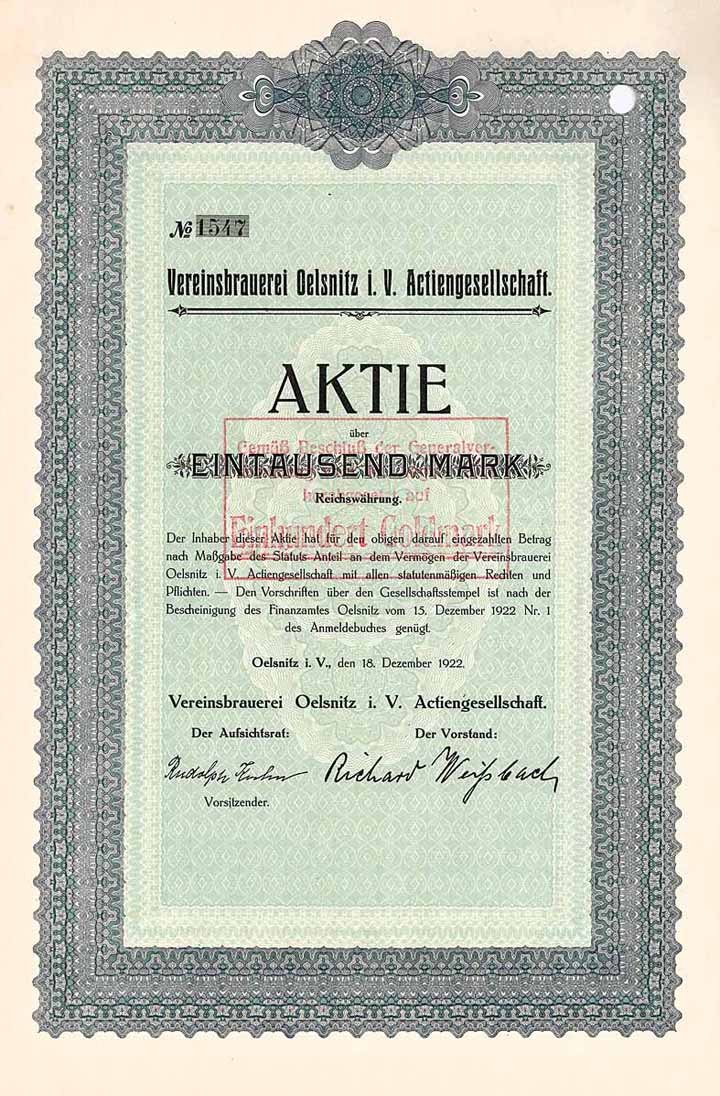 № 1547
Vereinsbrauerei Oelsnitz i. V. Actiengesellschaft.
AKTIE
über
Gemäß Beschluß der Generalver-
EINTAUSEND MARK
auf
Reichswährung.
Einhundert Goldmark
Der Inhaber dieser Aktie hat für den obigen darauf eingezahlten Betrag
nach Maßgabe des Statuts Anteil an dem Vermögen der Vereinsbrauerei
Oelsnitz i. V. Actiengesellschaft mit allen statutenmäßigen Rechten und
Pflichten. — Den Vorschriften über den Gesellschaftsstempel ist nach der
Bescheinigung des Finanzamtes Oelsnitz vom 15. Dezember 1922 Nr. 1
des Anmeldebuches genügt.
Oelsnitz i. V., den 18. Dezember 1922.
Vereinsbrauerei Oelsnitz i. V. Actiengesellschaft.
Der Aufsichtsrat: Der Vorstand:
Rudolph Richard Weißbach
Vorsitzender.